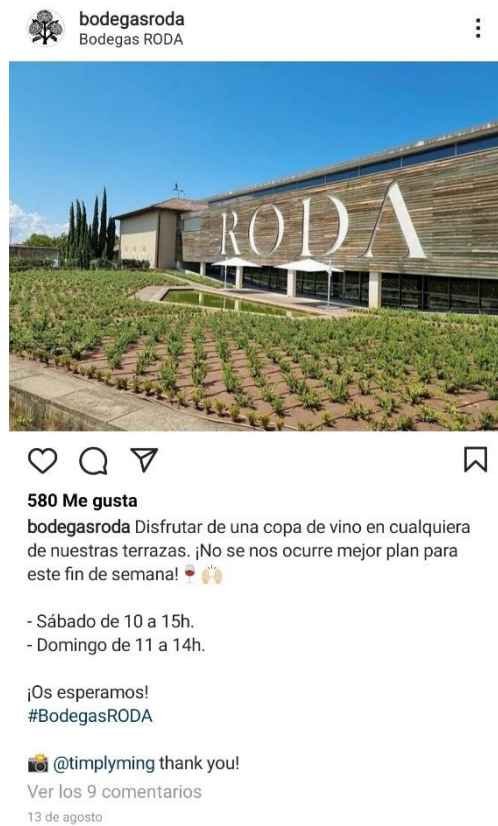 bodegasroda
Bodegas RODA
RODA
580 Me gusta
bodegasroda Disfrutar de una copa de vino en cualquiera
de nuestras terrazas. ¡No se nos ocurre mejor plan para
este fin de semana!🍷🙌🏻
- Sábado de 10 a 15h.
- Domingo de 11 a 14h.
¡Os esperamos!
#BodegasRODA
📸 @timplyming thank you!
Ver los 9 comentarios
13 de agosto